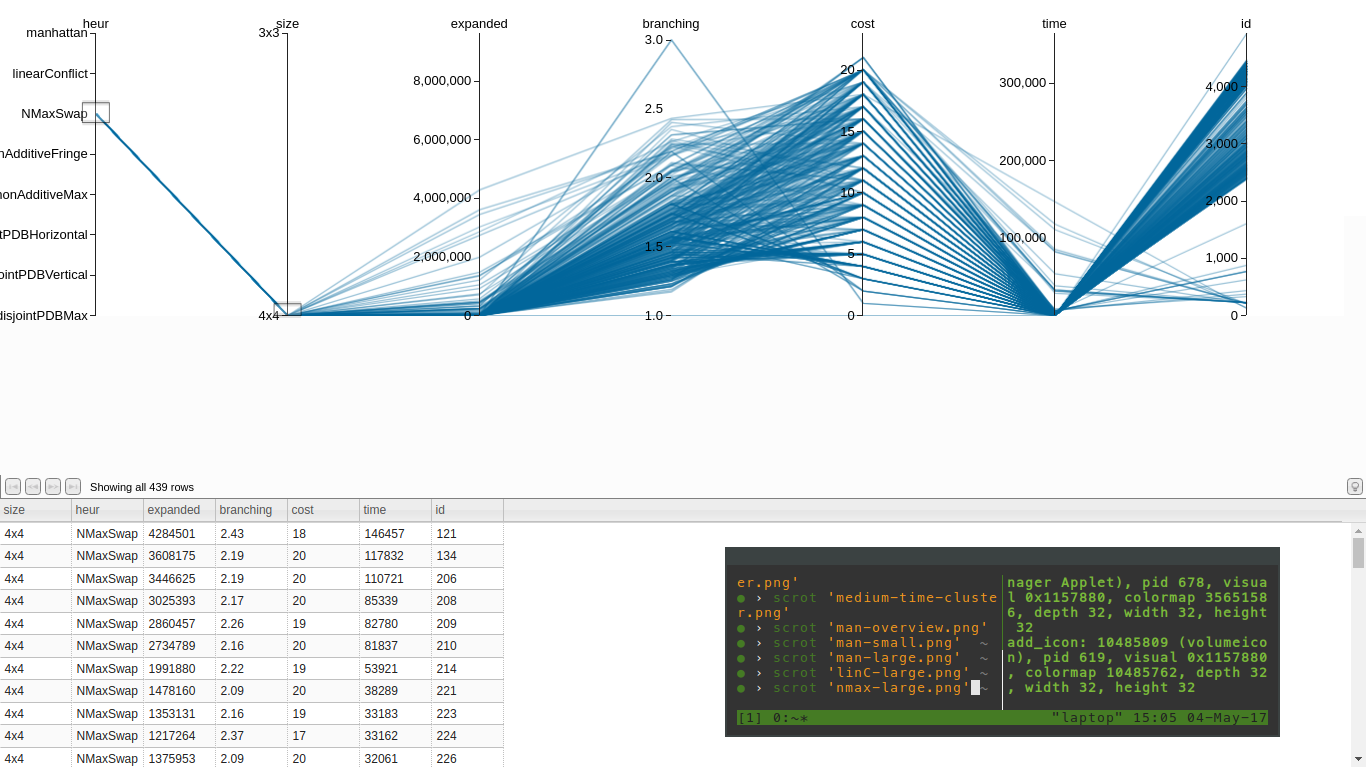 heur size expanded branching cost time id
manhattan
linearConflict
NMaxSwap
nAdditiveFringe
nonAdditiveMax
tPDBHorizontal
ointPDBVertical
disjointPDBMax
3x3
4x4
8,000,000
6,000,000
4,000,000
2,000,000
0
3.0
2.5
2.0
1.5
1.0
20
15
10
5
0
300,000
200,000
100,000
4,000
3,000
2,000
1,000
0
Showing all 439 rows
size heur expanded branching cost time id
4x4 NMaxSwap 4284501 2.43 18 146457 121
4x4 NMaxSwap 3608175 2.19 20 117832 134
4x4 NMaxSwap 3446625 2.19 20 110721 206
4x4 NMaxSwap 3025393 2.17 20 85339 208
4x4 NMaxSwap 2860457 2.26 19 82780 209
4x4 NMaxSwap 2734789 2.16 20 81837 210
4x4 NMaxSwap 1991880 2.22 19 53921 214
4x4 NMaxSwap 1478160 2.09 20 38289 221
4x4 NMaxSwap 1353131 2.16 19 33183 223
4x4 NMaxSwap 1217264 2.37 17 33162 224
4x4 NMaxSwap 1375953 2.09 20 32061 226
er.png'
● › scrot 'medium-time-cluste
r.png'
● › scrot 'man-overview.png'
● › scrot 'man-small.png' ~
● › scrot 'man-large.png' ~
● › scrot 'linC-large.png' ~
● › scrot 'nmax-large.png' ~
nager Applet), pid 678, visua
l 0x1157880, colormap 3565158
6, depth 32, width 32, height
32
add_icon: 10485809 (volumeico
n), pid 619, visual 0x1157880
, colormap 10485762, depth 32
, width 32, height 32
[1] 0:~* "laptop" 15:05 04-May-17